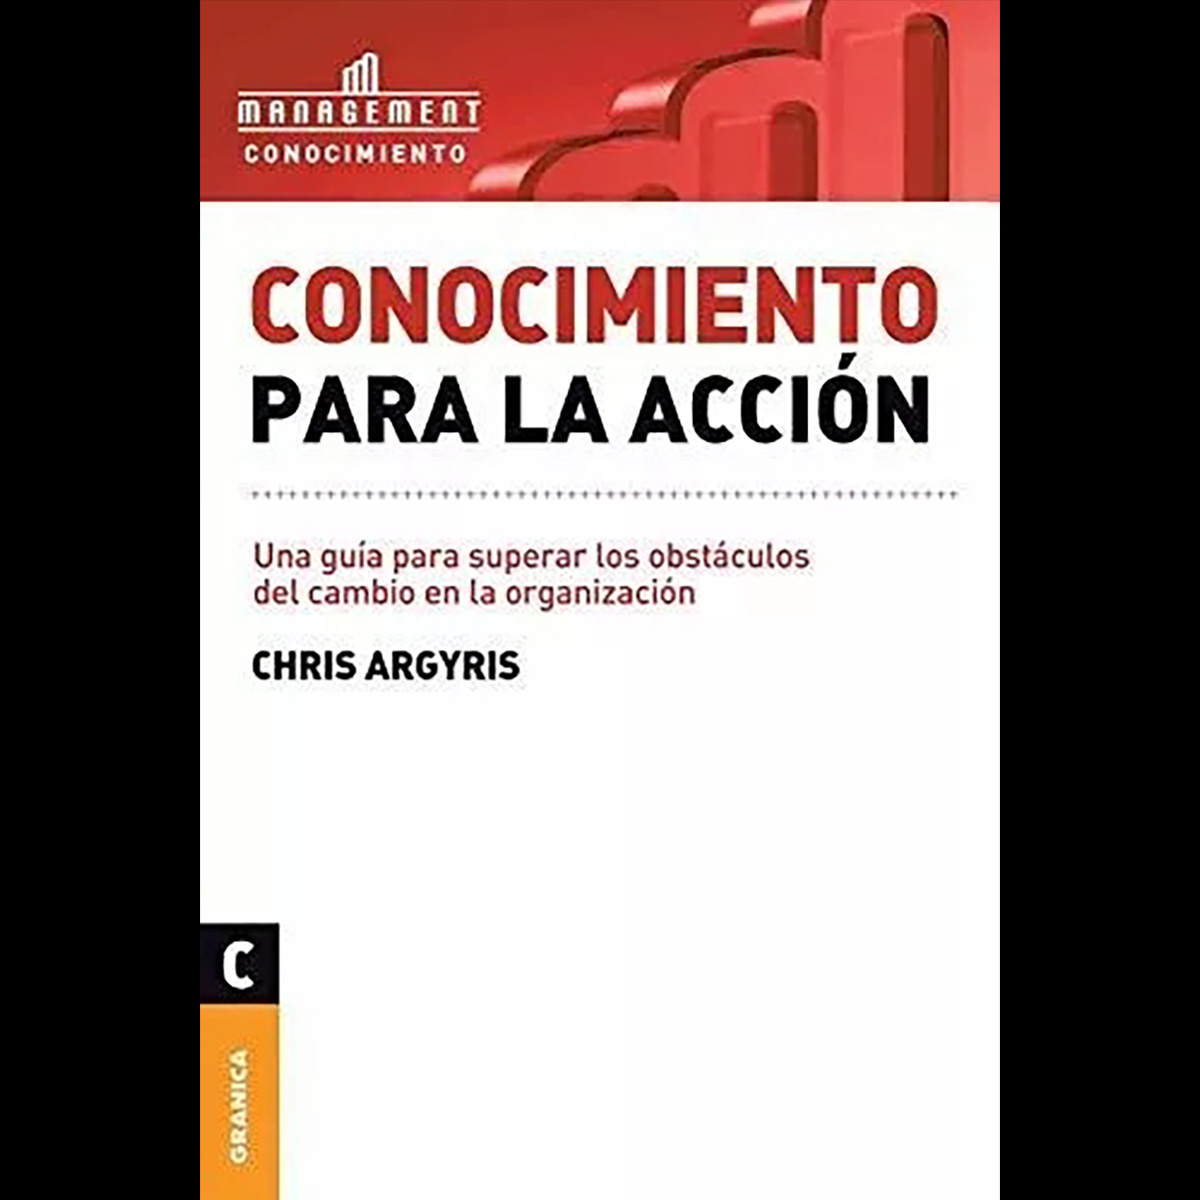 MANAGEMENT
CONOCIMIENTO
CONOCIMIENTO
PARA LA ACCIÓN
Una guía para superar los obstáculos
del cambio en la organización
CHRIS ARGYRIS
C
GRANICA